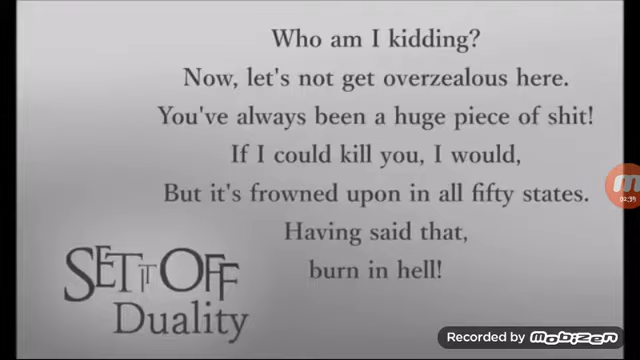 Who am I kidding?
Now, let's not get overzealous here.
You've always been a huge piece of shit!
If I could kill you, I would,
But it's frowned upon in all fifty states.
Having said that,
burn in hell!
SET IT OFF
Duality
02:39
Recorded by mobizen